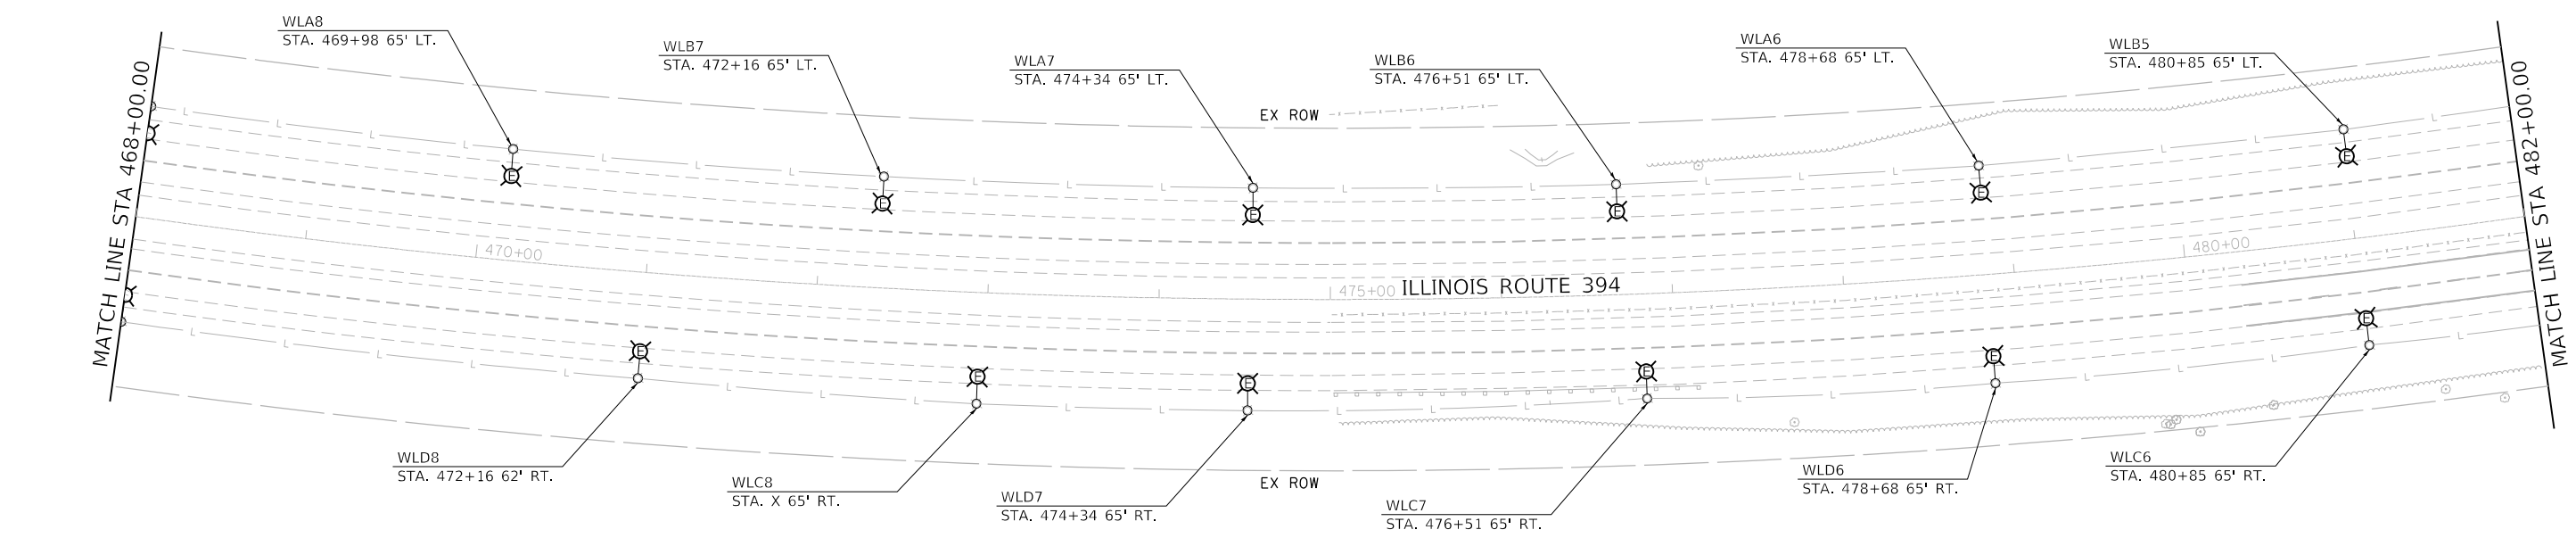 WLA8
STA. 469+98 65' LT.
WLB7
STA. 472+16 65' LT.
WLA7
STA. 474+34 65' LT.
WLB6
STA. 476+51 65' LT.
WLA6
STA. 478+68 65' LT.
WLB5
STA. 480+85 65' LT.
MATCH LINE STA 468+00.00
EX ROW
MATCH LINE STA 482+00.00
470+00
475+00
ILLINOIS ROUTE 394
480+00
WLD8
STA. 472+16 62' RT.
WLC8
STA. X 65' RT.
EX ROW
WLD7
STA. 474+34 65' RT.
WLC7
STA. 476+51 65' RT.
WLD6
STA. 478+68 65' RT.
WLC6
STA. 480+85 65' RT.